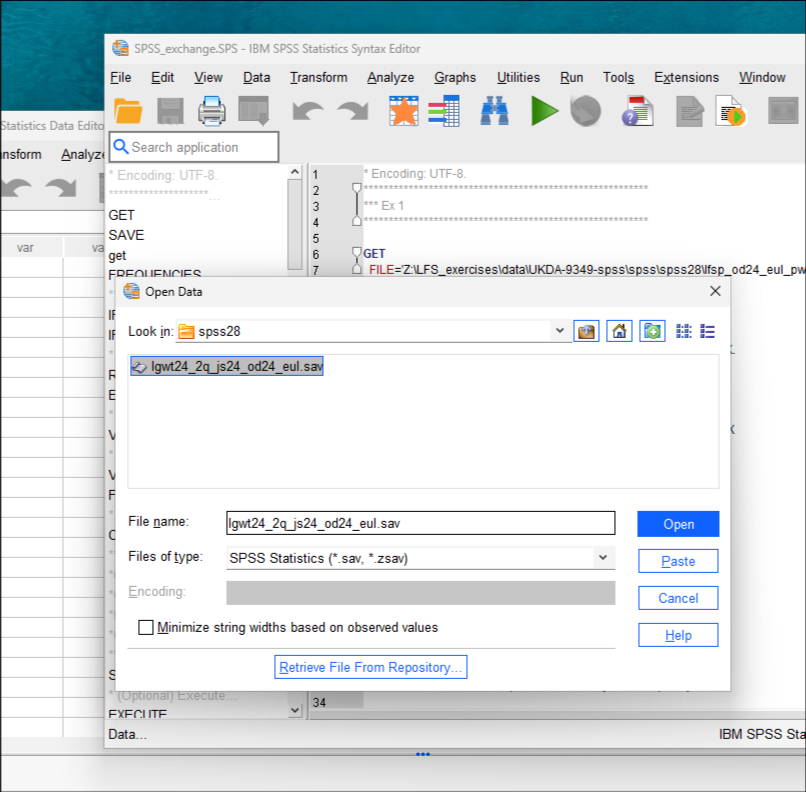 SPSS_exchange.SPS - IBM SPSS Statistics Syntax Editor
File Edit View Data Transform Analyze Graphs Utilities Run Tools Extensions Window
Statistics Data Edito
nsform Analyze
Search application
var va
* Encoding: UTF-8.
********************...
GET
SAVE
get
FREQUENCIES
1 * Encoding: UTF-8.
2 **********************************************************
3 *** Ex 1
4 **********************************************************
5
6 GET
7 FILE='Z:\LFS_exercises\data\UKDA-9349-spss\spss\spss28\lfsp_od24_eul_pw
Open Data
Look in: spss28
lgwt24_2q_js24_od24_eul.sav
File name: lgwt24_2q_js24_od24_eul.sav
Open
Files of type: SPSS Statistics (*.sav, *.zsav)
Paste
Encoding:
Cancel
Minimize string widths based on observed values
Help
Retrieve File From Repository...
* (Optional) Execute...
34
EXECUTE
Data...
IBM SPSS Sta